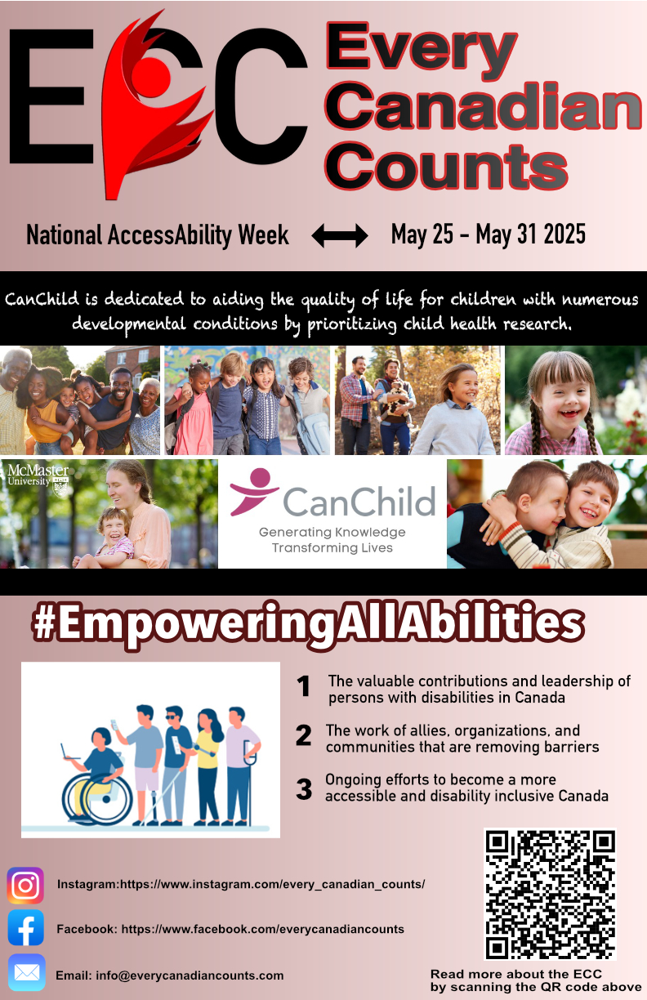 ECC
Every
Canadian
Counts
National AccessAbility Week
May 25 - May 31 2025
CanChild is dedicated to aiding the quality of life for children with numerous
developmental conditions by prioritizing child health research.
McMaster
University
CanChild
Generating Knowledge
Transforming Lives
#EmpoweringAllAbilities
1 The valuable contributions and leadership of
persons with disabilities in Canada
2 The work of allies, organizations, and
communities that are removing barriers
3 Ongoing efforts to become a more
accessible and disability inclusive Canada
Instagram:https://www.instagram.com/every_canadian_counts/
Facebook: https://www.facebook.com/everycanadiancounts
Email: info@everycanadiancounts.com
Read more about the ECC
by scanning the QR code above